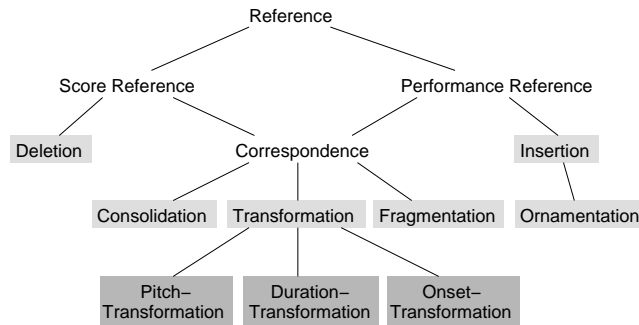 Reference
Score Reference
Performance Reference
Deletion
Correspondence
Insertion
Consolidation
Transformation
Fragmentation
Ornamentation
Pitch−
Transformation
Duration−
Transformation
Onset−
Transformation